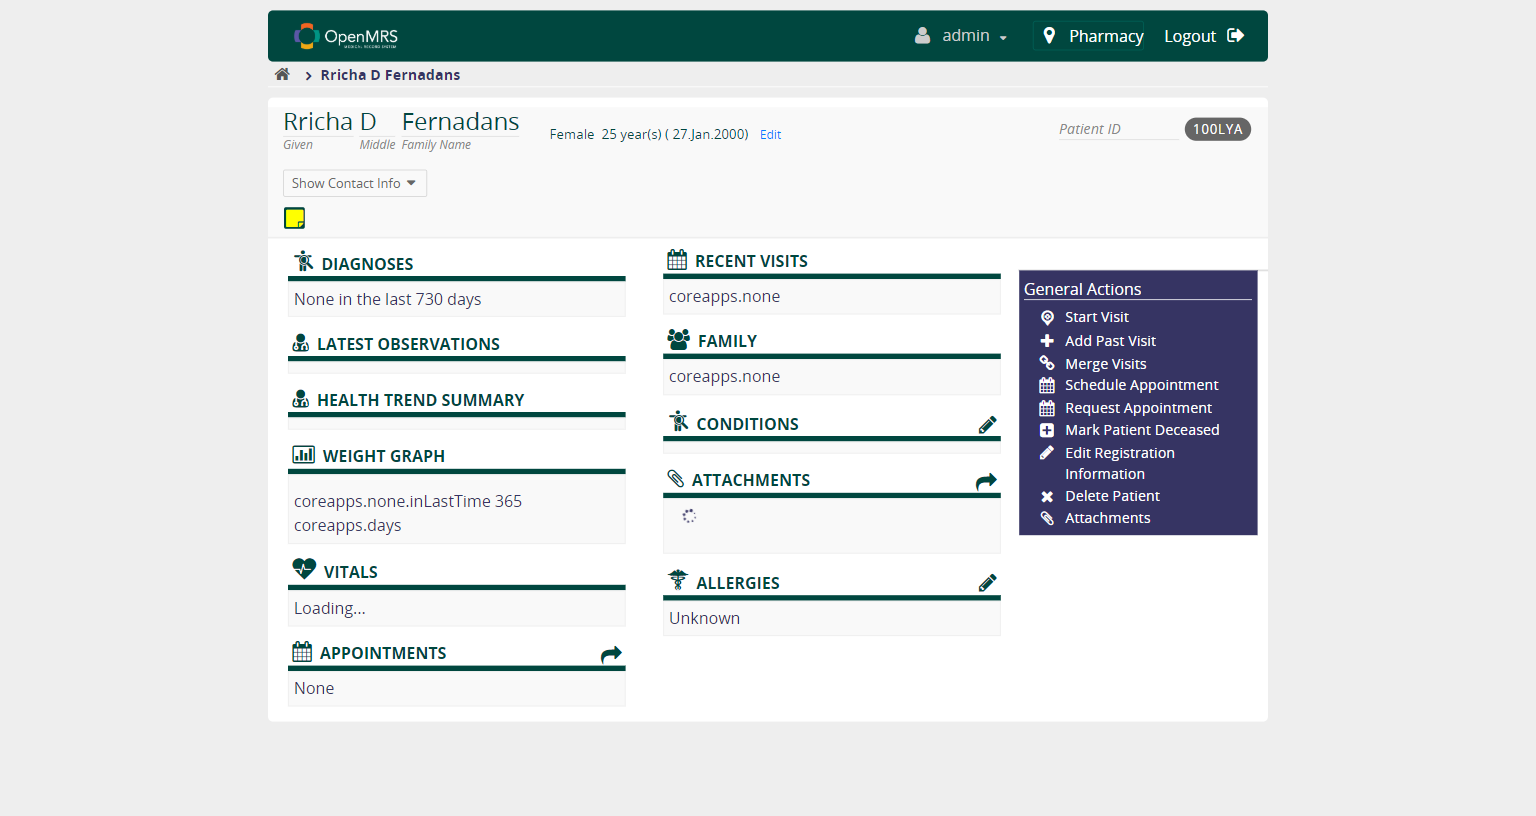 OpenMRS
MEDICAL RECORD SYSTEM
admin
Pharmacy
Logout
Rricha D Fernadans
Rricha D Fernadans
Given Middle Family Name
Female 25 year(s) ( 27.Jan.2000) Edit
Patient ID 100LYA
Show Contact Info
DIAGNOSES
None in the last 730 days
LATEST OBSERVATIONS
HEALTH TREND SUMMARY
WEIGHT GRAPH
coreapps.none.inLastTime 365
coreapps.days
VITALS
Loading...
APPOINTMENTS
None
RECENT VISITS
coreapps.none
FAMILY
coreapps.none
CONDITIONS
ATTACHMENTS
ALLERGIES
Unknown
General Actions
Start Visit
Add Past Visit
Merge Visits
Schedule Appointment
Request Appointment
Mark Patient Deceased
Edit Registration
Information
Delete Patient
Attachments